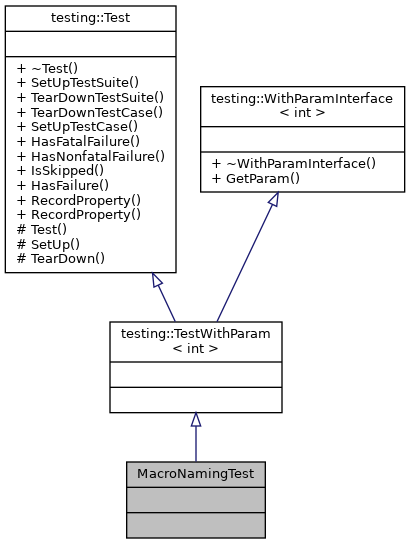 testing::Test
+ ~Test()
+ SetUpTestSuite()
+ TearDownTestSuite()
+ TearDownTestCase()
+ SetUpTestCase()
+ HasFatalFailure()
+ HasNonfatalFailure()
+ IsSkipped()
+ HasFailure()
+ RecordProperty()
+ RecordProperty()
# Test()
# SetUp()
# TearDown()
testing::WithParamInterface
< int >
+ ~WithParamInterface()
+ GetParam()
testing::TestWithParam
< int >
MacroNamingTest